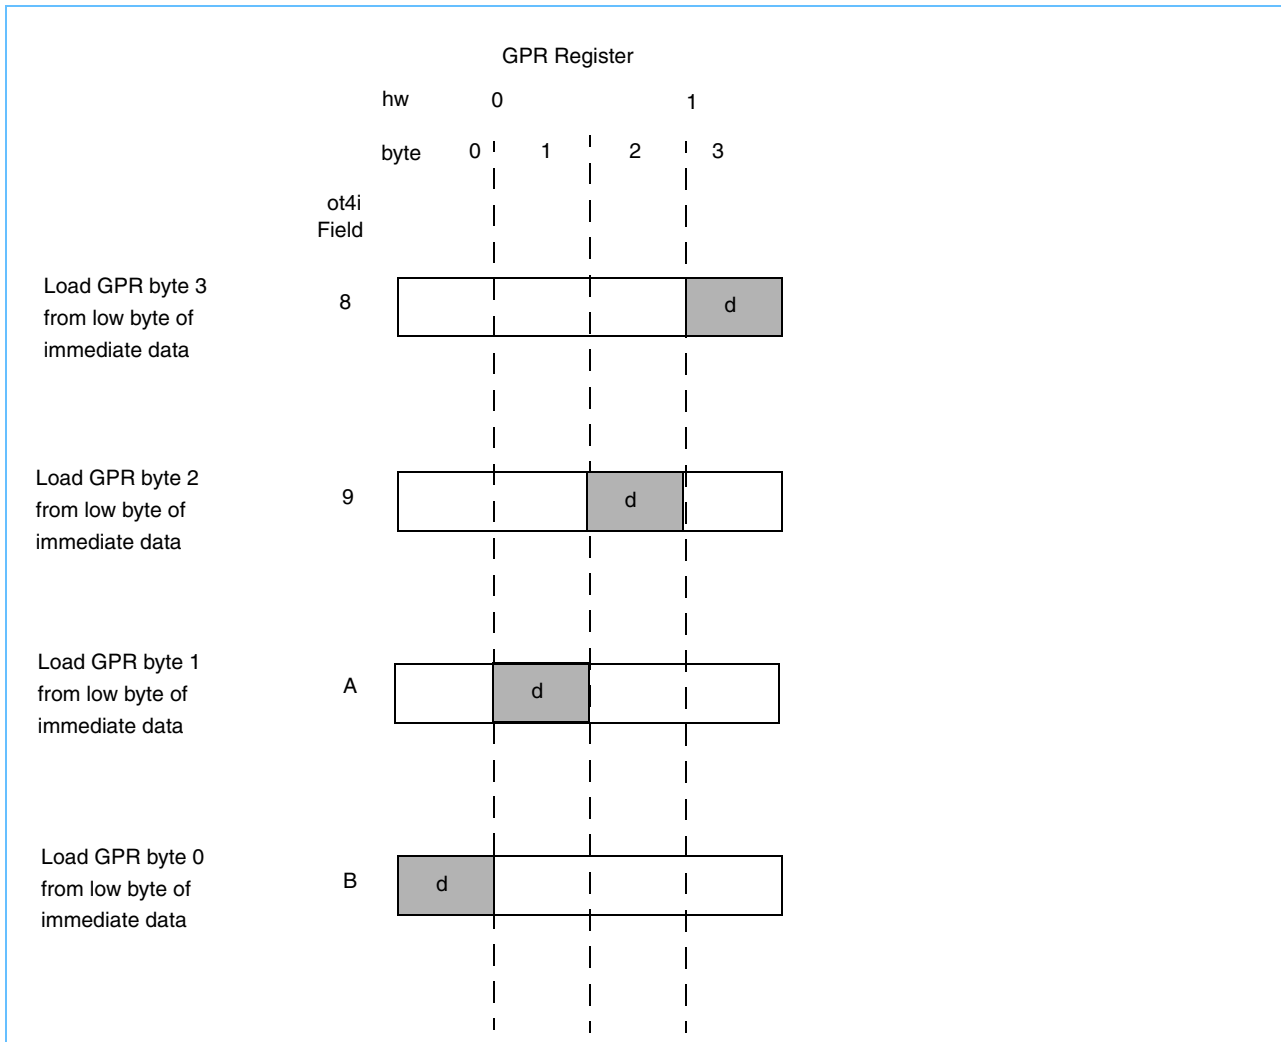 GPR Register
hw 0 1
byte 0 1 2 3
ot4i
Field
Load GPR byte 3
from low byte of
immediate data
8
d
Load GPR byte 2
from low byte of
immediate data
9
d
Load GPR byte 1
from low byte of
immediate data
A
d
Load GPR byte 0
from low byte of
immediate data
B
d